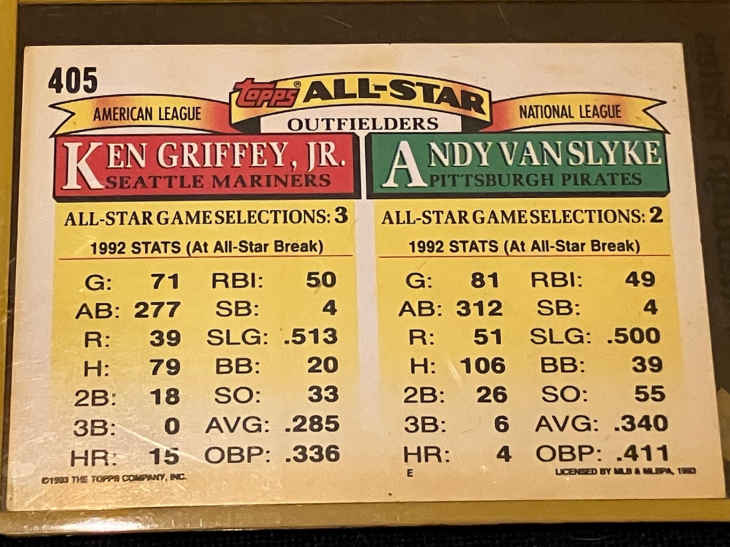 405
Topps® ALL-STAR
AMERICAN LEAGUE
NATIONAL LEAGUE
OUTFIELDERS
KEN GRIFFEY, JR.
SEATTLE MARINERS
ALL-STAR GAME SELECTIONS: 3
1992 STATS (At All-Star Break)
G: 71 RBI: 50
AB: 277 SB: 4
R: 39 SLG: .513
H: 79 BB: 20
2B: 18 SO: 33
3B: 0 AVG: .285
HR: 15 OBP: .336
©1993 THE TOPPS COMPANY, INC.
ANDY VAN SLYKE
PITTSBURGH PIRATES
ALL-STAR GAME SELECTIONS: 2
1992 STATS (At All-Star Break)
G: 81 RBI: 49
AB: 312 SB: 4
R: 51 SLG: .500
H: 106 BB: 39
2B: 26 SO: 55
3B: 6 AVG: .340
HR: 4 OBP: .411
E
LICENSED BY MLB & MLBPA, 1993